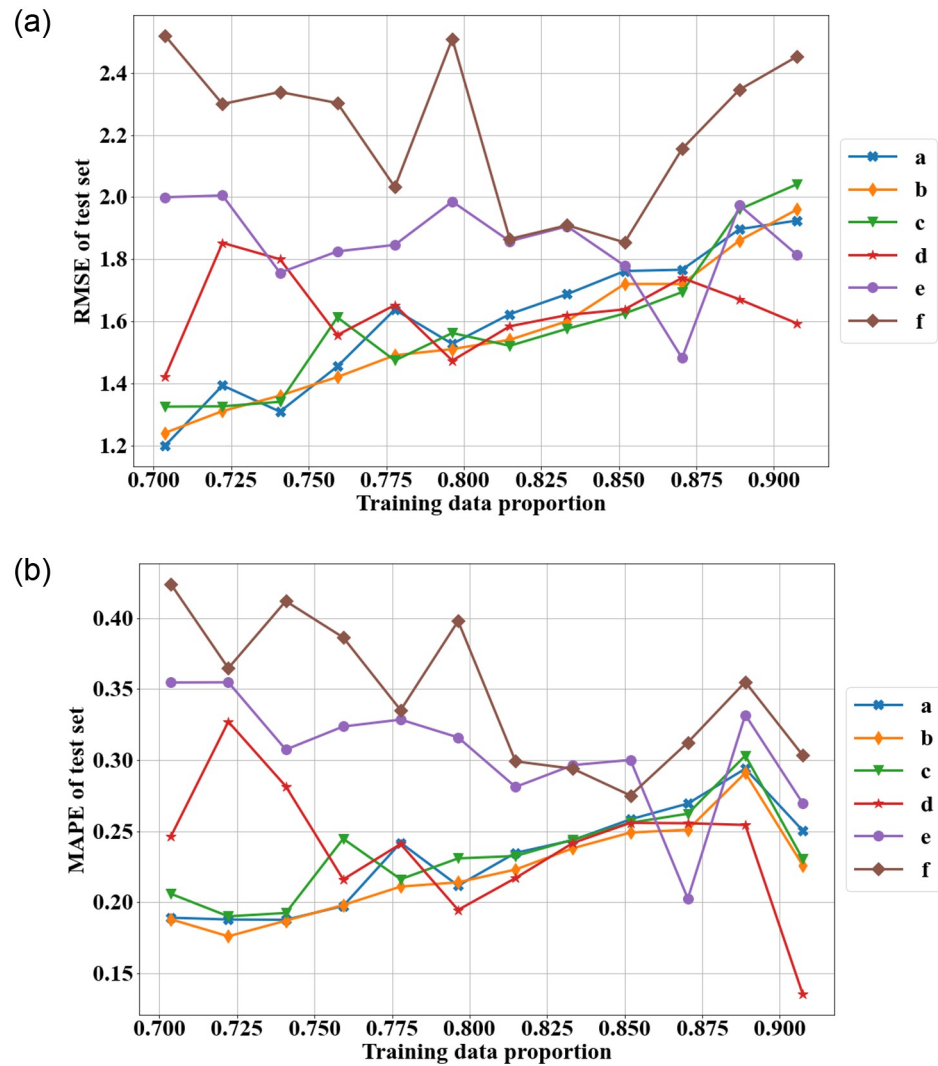 (a)
RMSE of test set
2.4
2.2
2.0
1.8
1.6
1.4
1.2
0.700 0.725 0.750 0.775 0.800 0.825 0.850 0.875 0.900
Training data proportion
a
b
c
d
e
f
(b)
MAPE of test set
0.40
0.35
0.30
0.25
0.20
0.15
0.700 0.725 0.750 0.775 0.800 0.825 0.850 0.875 0.900
Training data proportion
a
b
c
d
e
f